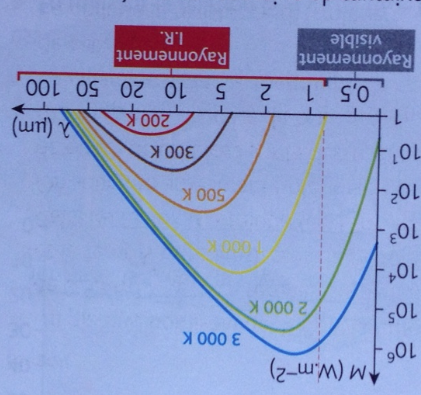 M (W.m⁻²)
10⁶
3 000 K
10⁵
2 000 K
10⁴
1 000 K
10³
10²
500 K
10¹
300 K
200 K
1
λ (µm)
0,5 1 2 5 10 20 50 100
Rayonnement
visible
Rayonnement
I.R.